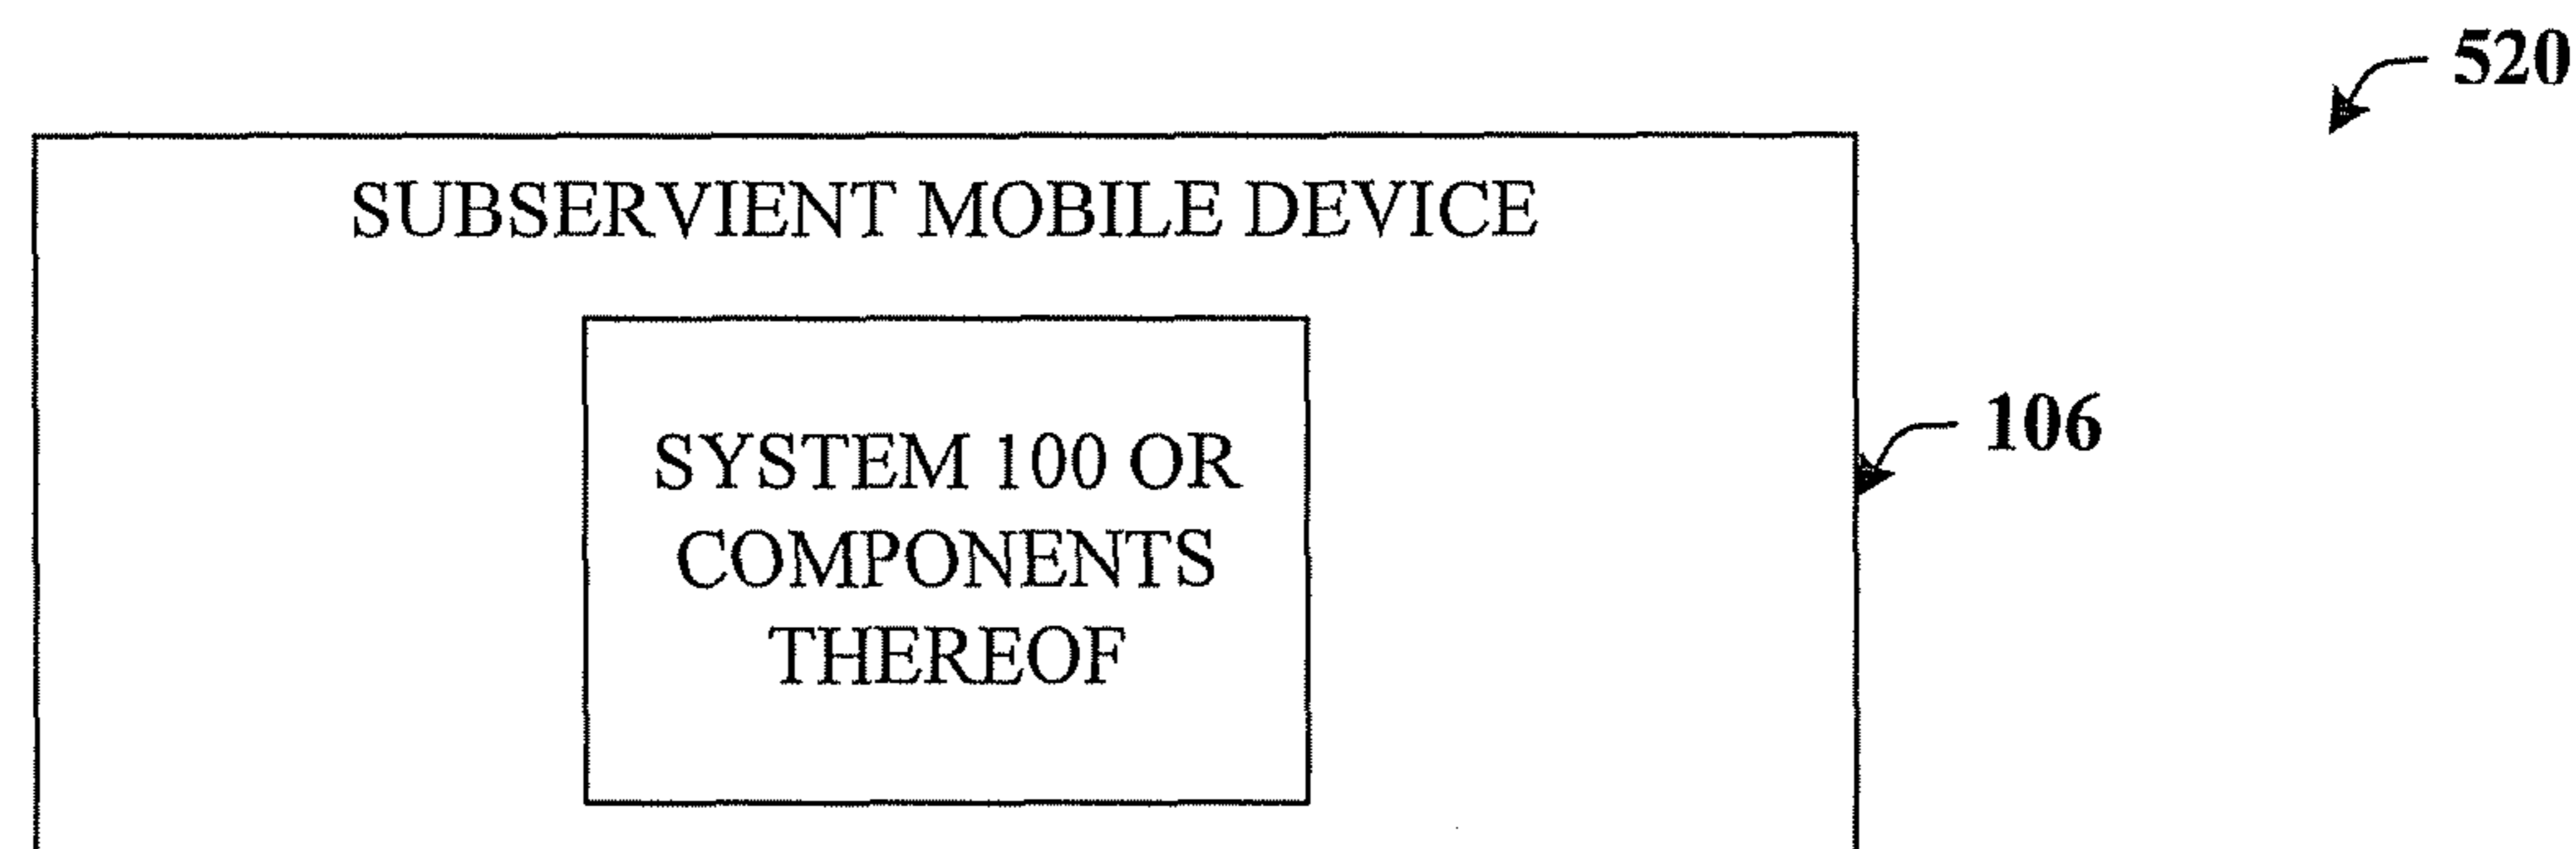 520
SUBSERVIENT MOBILE DEVICE
106
SYSTEM 100 OR
COMPONENTS
THEREOF